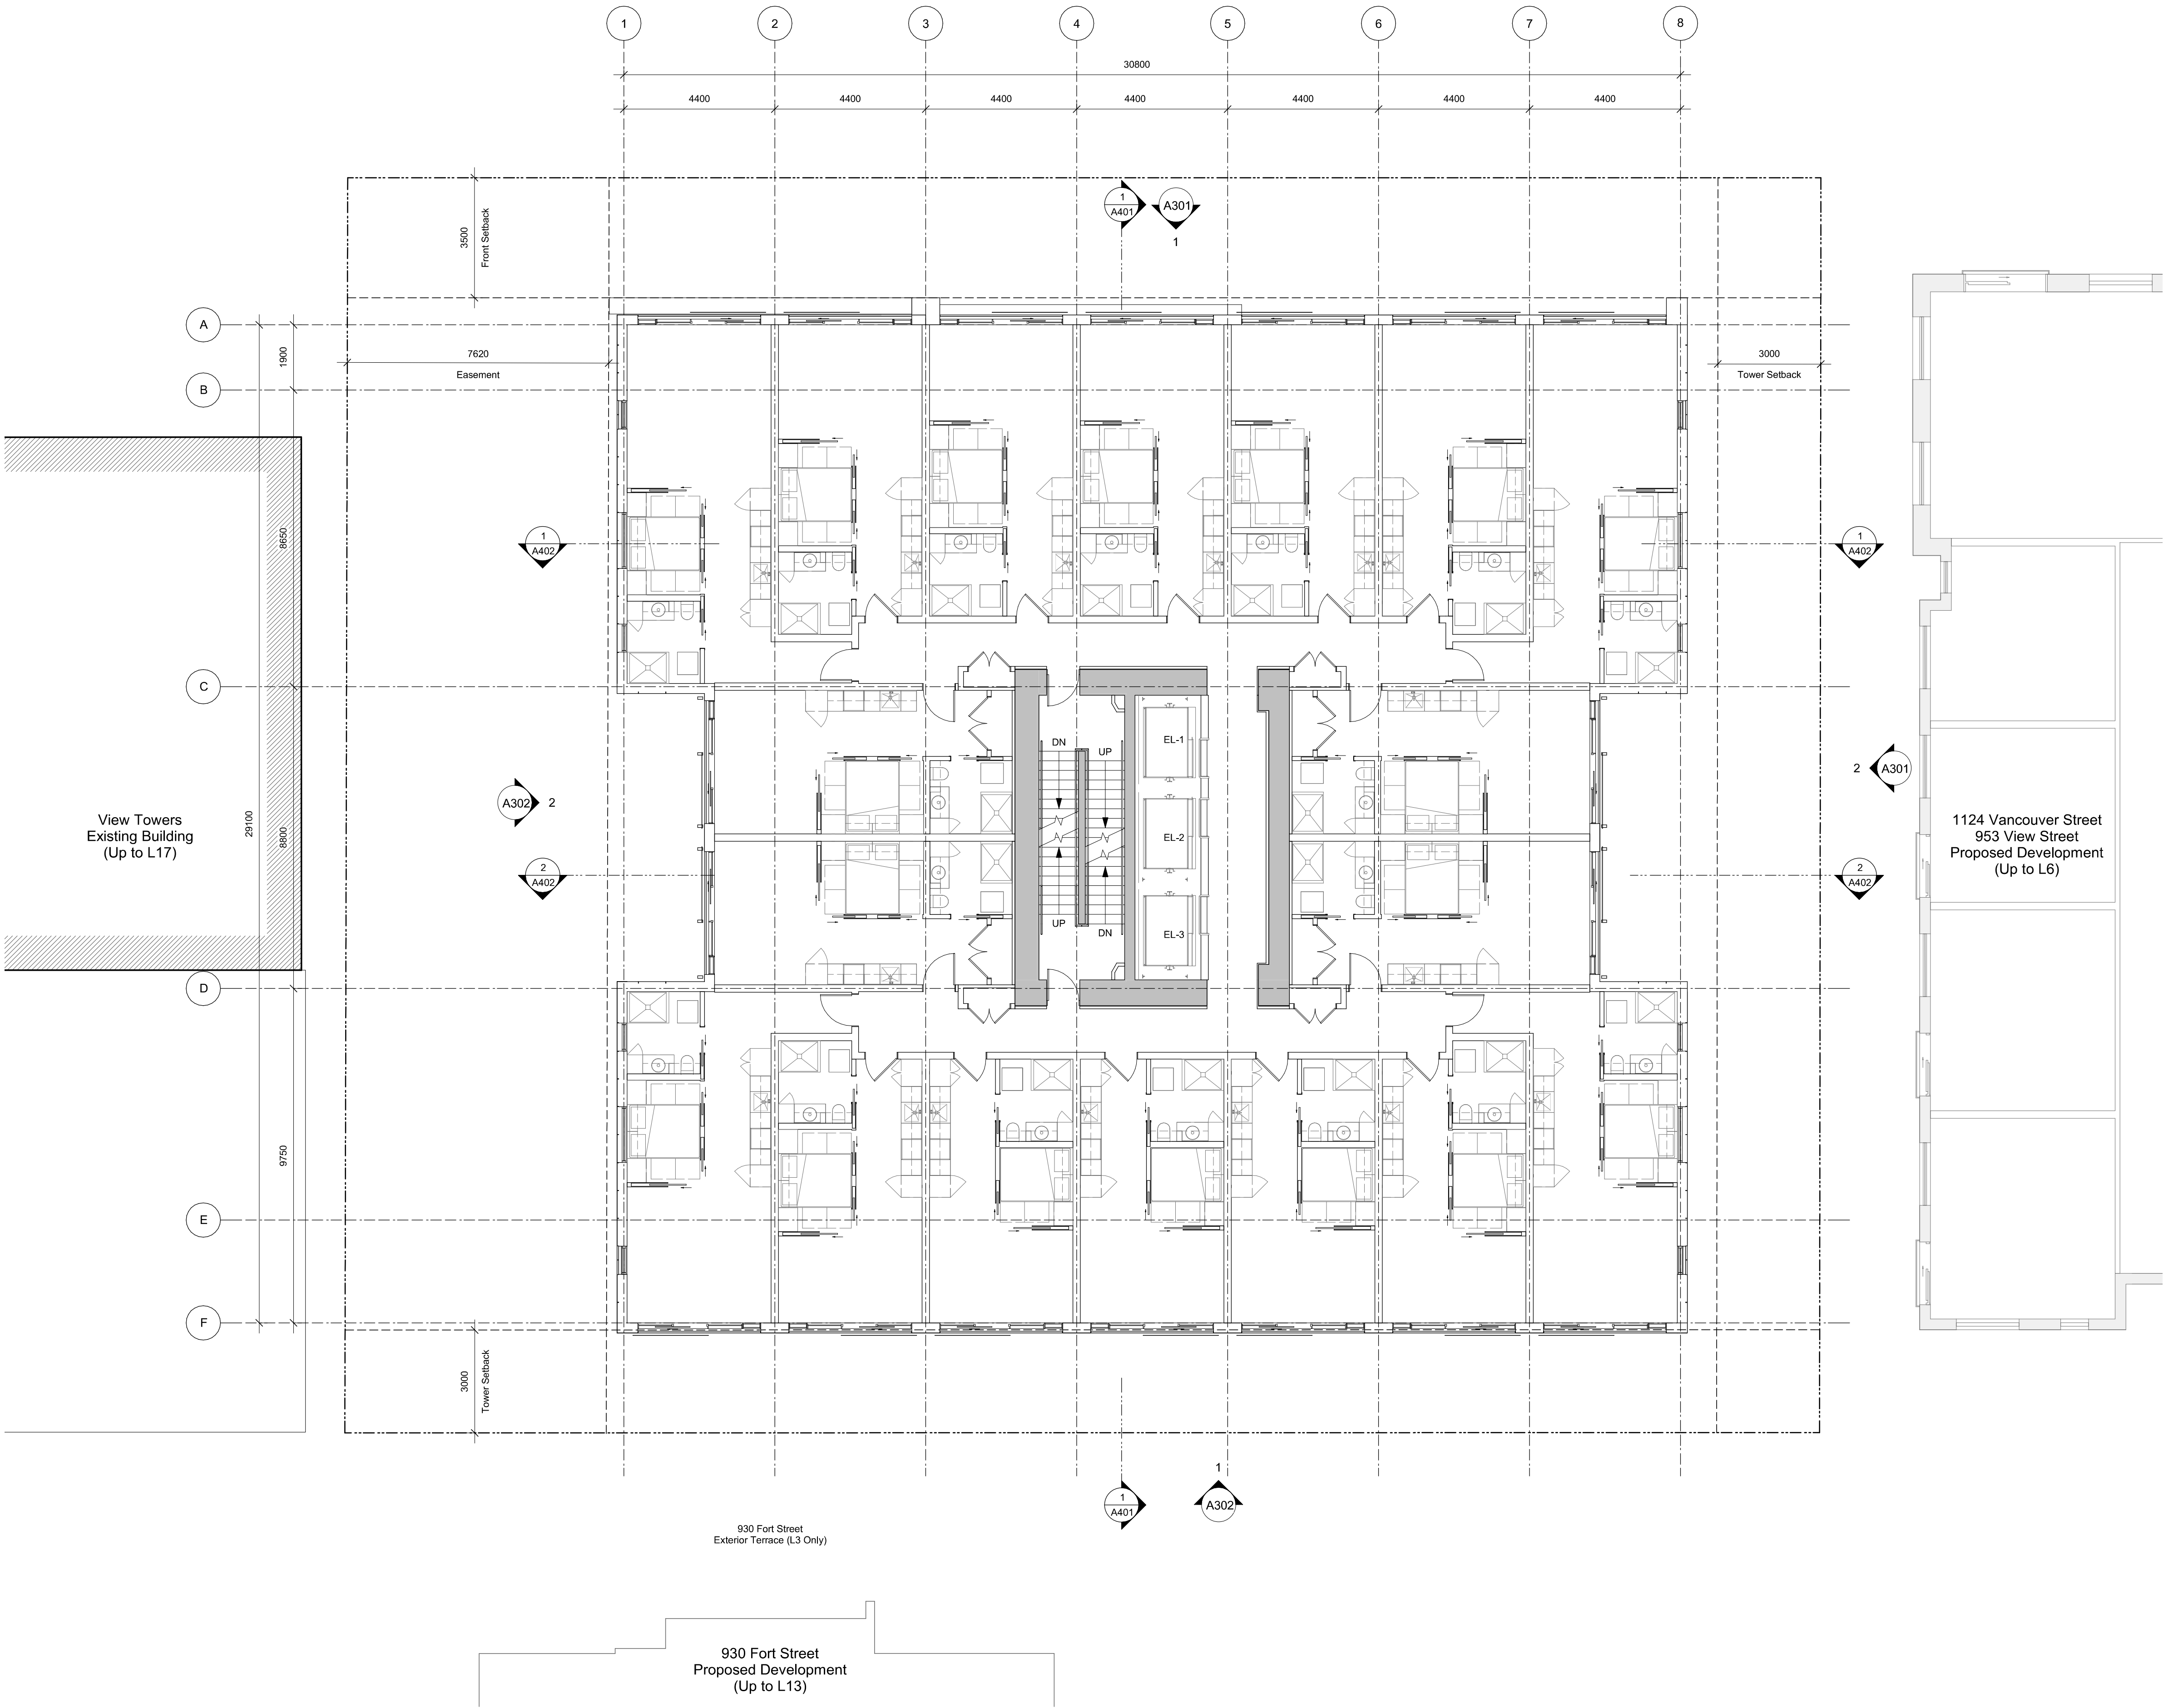 1 2 3 4 5 6 7 8
30800
4400 4400 4400 4400 4400 4400 4400
3500
Front Setback
1
A401
A301
1
A
B
C
D
E
F
1900
8650
8800
9750
29100
7620
Easement
3000
Tower Setback
1
A402
1
A402
A302 2
2 A301
2
A402
2
A402
DN
UP
UP
DN
EL-1
EL-2
EL-3
View Towers
Existing Building
(Up to L17)
1124 Vancouver Street
953 View Street
Proposed Development
(Up to L6)
3000
Tower Setback
1
A401
1
A302
930 Fort Street
Exterior Terrace (L3 Only)
930 Fort Street
Proposed Development
(Up to L13)